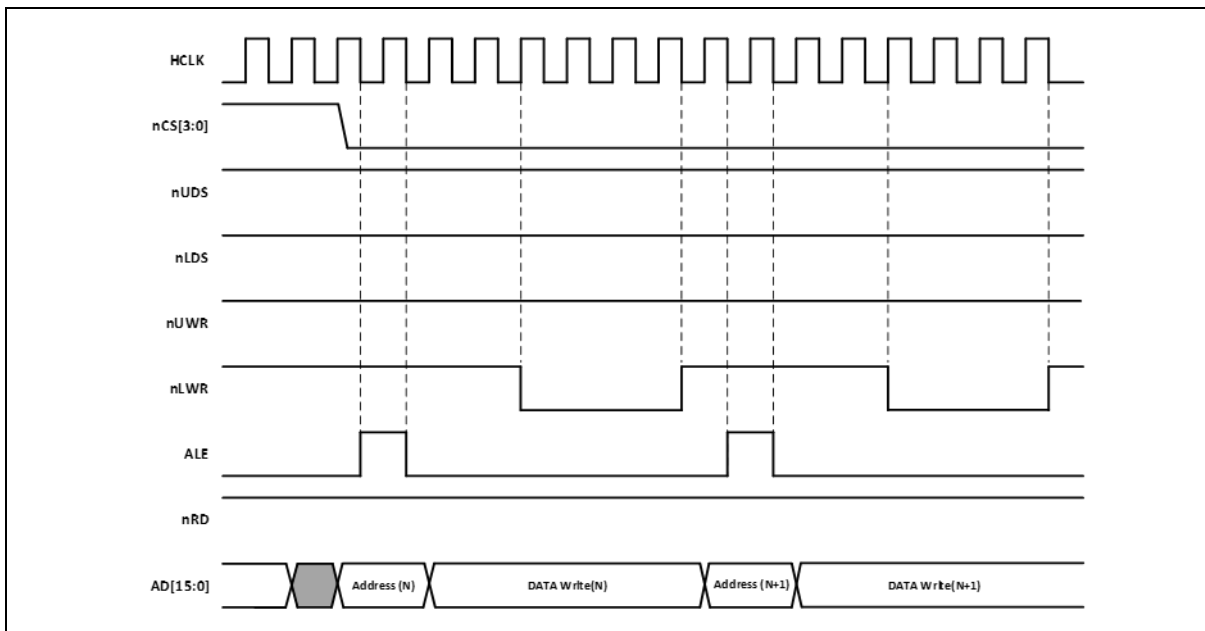 HCLK
nCS[3:0]
nUDS
nLDS
nUWR
nLWR
ALE
nRD
AD[15:0] Address (N) DATA Write(N) Address (N+1) DATA Write(N+1)